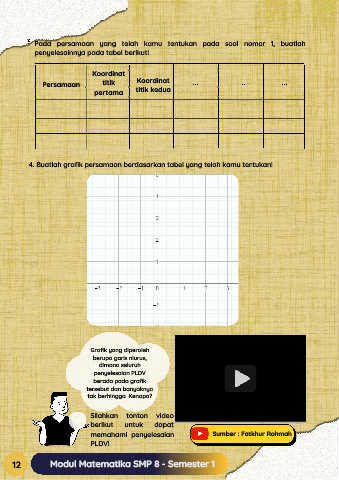 Pada persamaan yang telah kamu tentukan pada soal nomor 1, buatlah
penyelesainnya pada tabel berikut!
Persamaan
Koordinat
titik
pertama
Koordinat
titik kedua
...
...
...
4. Buatlah grafik persamaan berdasarkan tabel yang telah kamu tentukan!
Grafik yang diperoleh
berupa garis nlurus,
dimana seluruh
penyelesaian PLDV
berada pada grafik
tersebut dan banyaknya
tak berhingga Kenapa?
Silahkan tonton video
berikut untuk dapat
memahami penyelesaian
PLDV!
Sumber : Fatkhur Rohmah
12
Modul Matematika SMP 8 - Semester 1